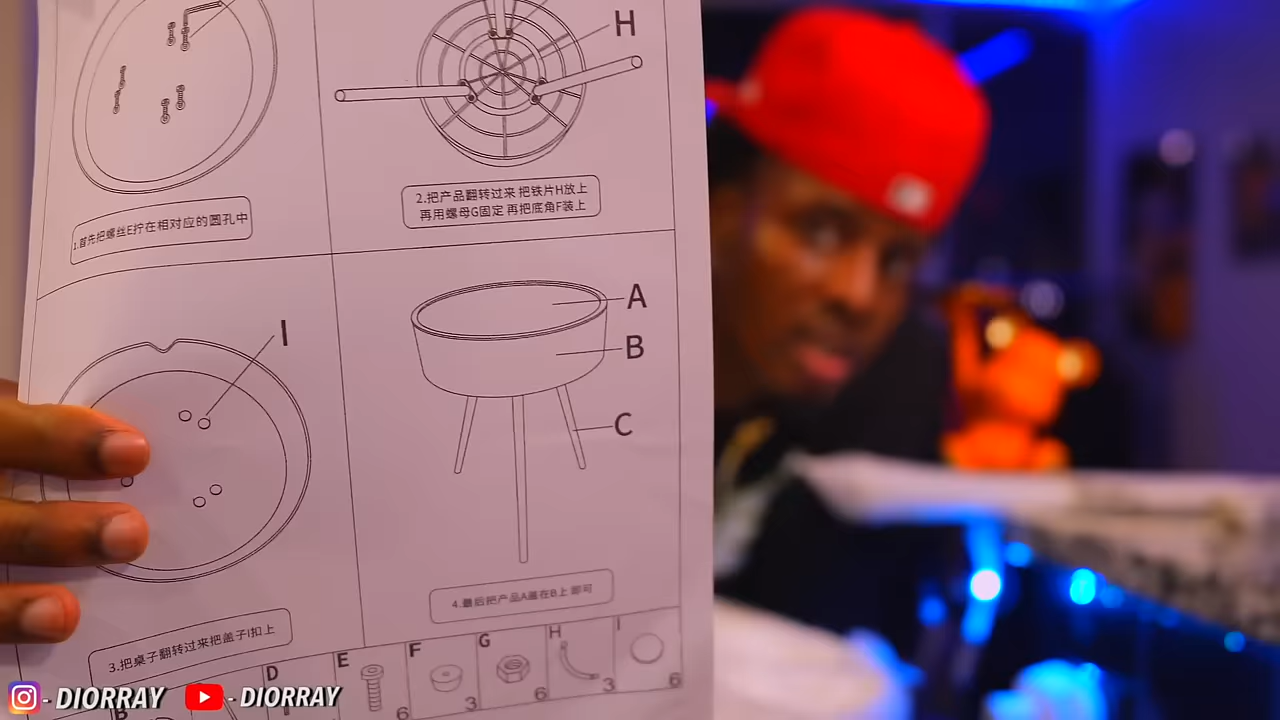 H
2.把产品翻转过来 把铁片H放上
再用螺母G固定 再把底角F装上
1.首先把螺丝E拧在相对应的圆孔中
I
A
B
C
4.最后把产品A盖在B上 即可
3.把桌子翻转过来把盖子I扣上
B
D
E
6
F
3
G
6
H
3
I
6
- DIORRAY
- DIORRAY